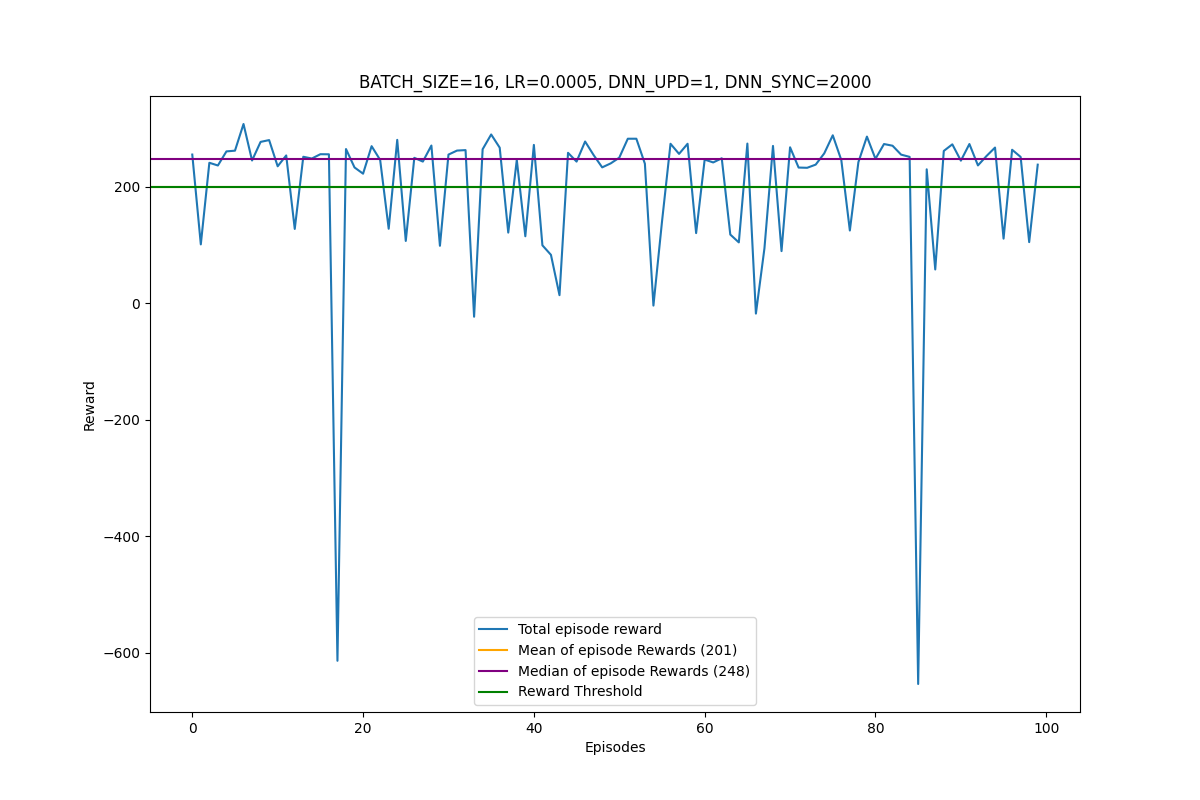 BATCH_SIZE=16, LR=0.0005, DNN_UPD=1, DNN_SYNC=2000
Reward
200
0
−200
−400
−600
Total episode reward
Mean of episode Rewards (201)
Median of episode Rewards (248)
Reward Threshold
0 20 40 60 80 100
Episodes